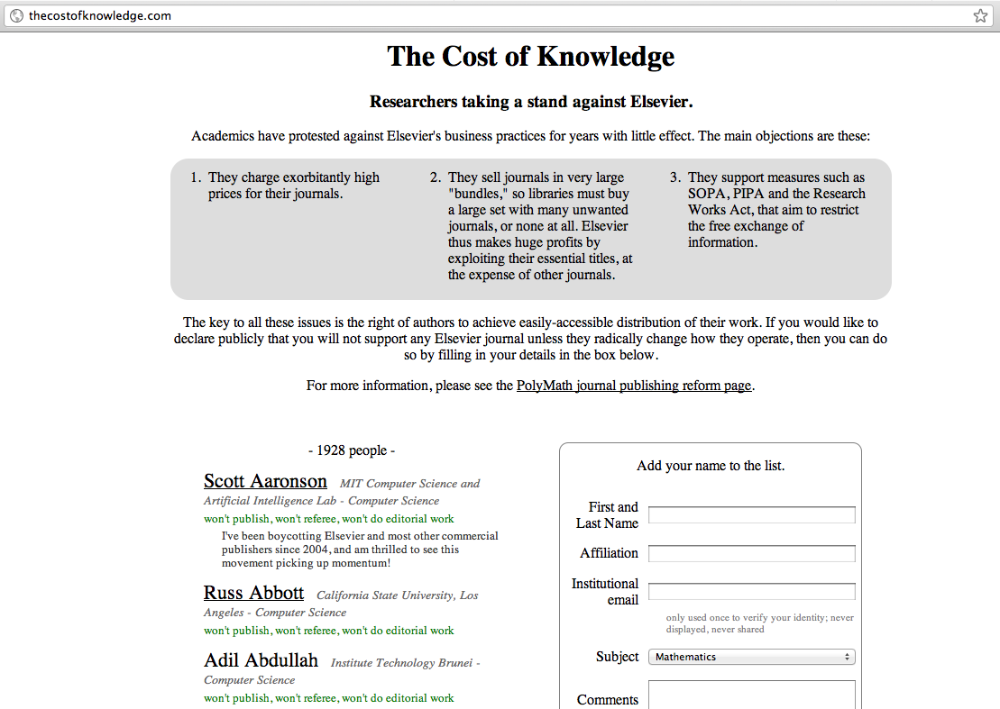 thecostofknowledge.com
The Cost of Knowledge
Researchers taking a stand against Elsevier.
Academics have protested against Elsevier's business practices for years with little effect. The main objections are these:
1. They charge exorbitantly high
prices for their journals.
2. They sell journals in very large
"bundles," so libraries must buy
a large set with many unwanted
journals, or none at all. Elsevier
thus makes huge profits by
exploiting their essential titles, at
the expense of other journals.
3. They support measures such as
SOPA, PIPA and the Research
Works Act, that aim to restrict
the free exchange of
information.
The key to all these issues is the right of authors to achieve easily-accessible distribution of their work. If you would like to
declare publicly that you will not support any Elsevier journal unless they radically change how they operate, then you can do
so by filling in your details in the box below.
For more information, please see the PolyMath journal publishing reform page.
- 1928 people -
Scott Aaronson MIT Computer Science and
Artificial Intelligence Lab - Computer Science
won't publish, won't referee, won't do editorial work
I've been boycotting Elsevier and most other commercial
publishers since 2004, and am thrilled to see this
movement picking up momentum!
Russ Abbott California State University, Los
Angeles - Computer Science
won't publish, won't referee, won't do editorial work
Adil Abdullah Institute Technology Brunei -
Computer Science
won't publish, won't referee, won't do editorial work
Add your name to the list.
First and
Last Name
Affiliation
Institutional
email
only used once to verify your identity; never
displayed, never shared
Subject Mathematics
Comments